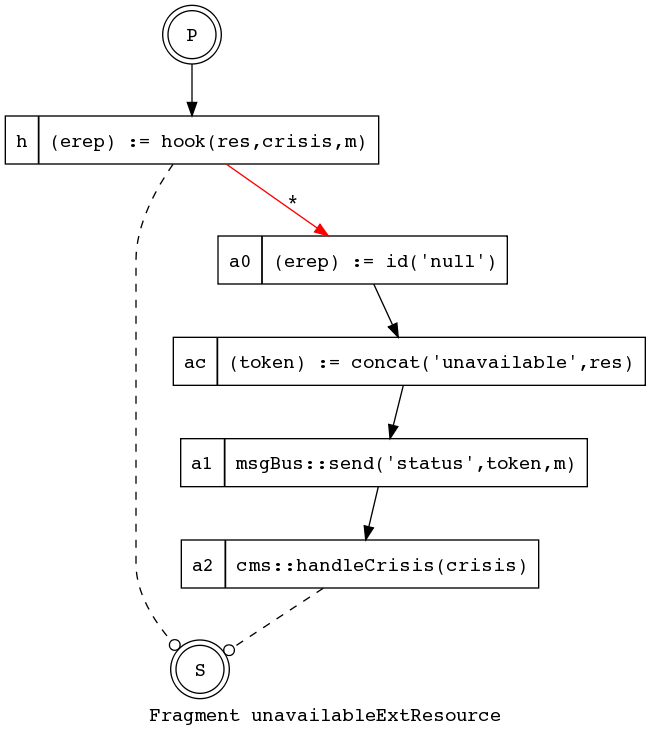 P
h (erep) := hook(res,crisis,m)
*
a0 (erep) := id('null')
ac (token) := concat('unavailable',res)
a1 msgBus::send('status',token,m)
a2 cms::handleCrisis(crisis)
S
Fragment unavailableExtResource